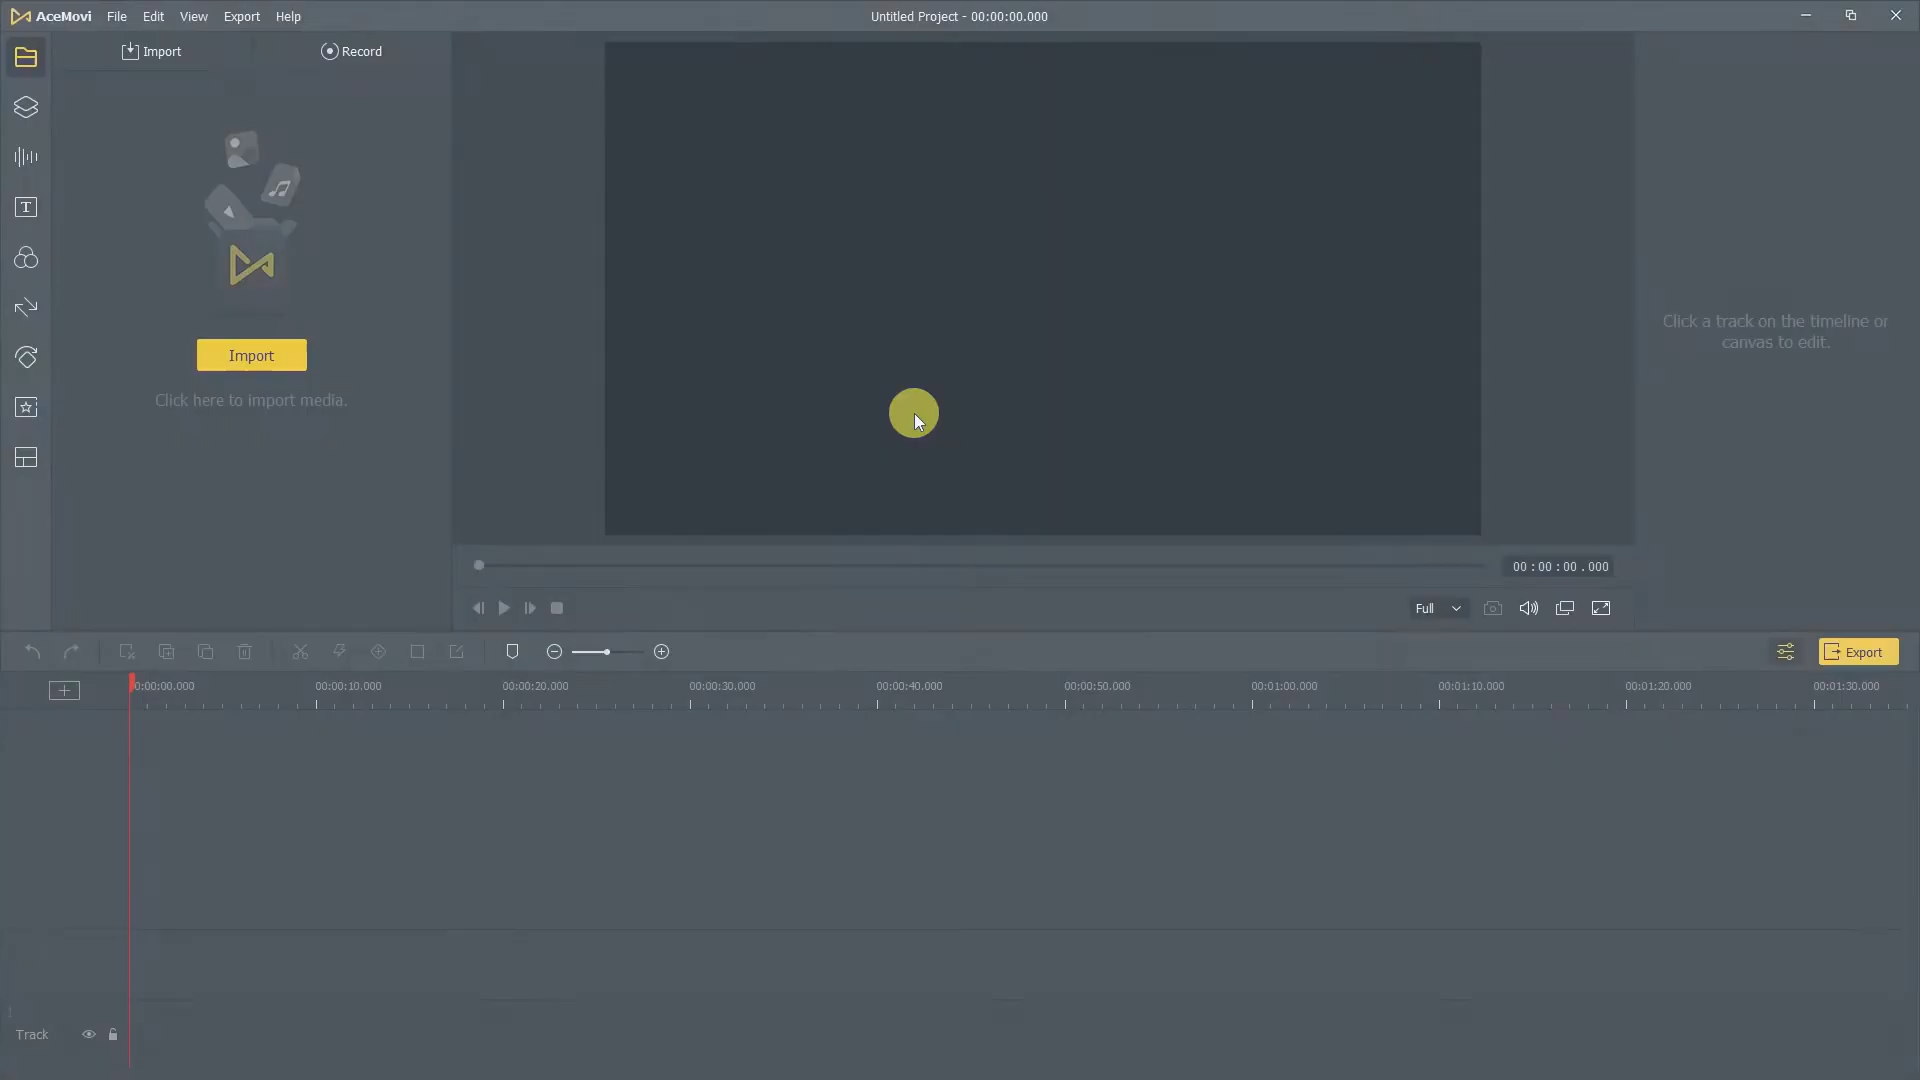 AceMovi File Edit View Export Help
Untitled Project - 00:00:00.000
Import
Record
Import
Click here to import media.
Click a track on the timeline or
canvas to edit.
00 : 00 : 00 . 000
Full
Export
0:00:00.000 00:00:10.000 00:00:20.000 00:00:30.000 00:00:40.000 00:00:50.000 00:01:00.000 00:01:10.000 00:01:20.000 00:01:30.000
1
Track